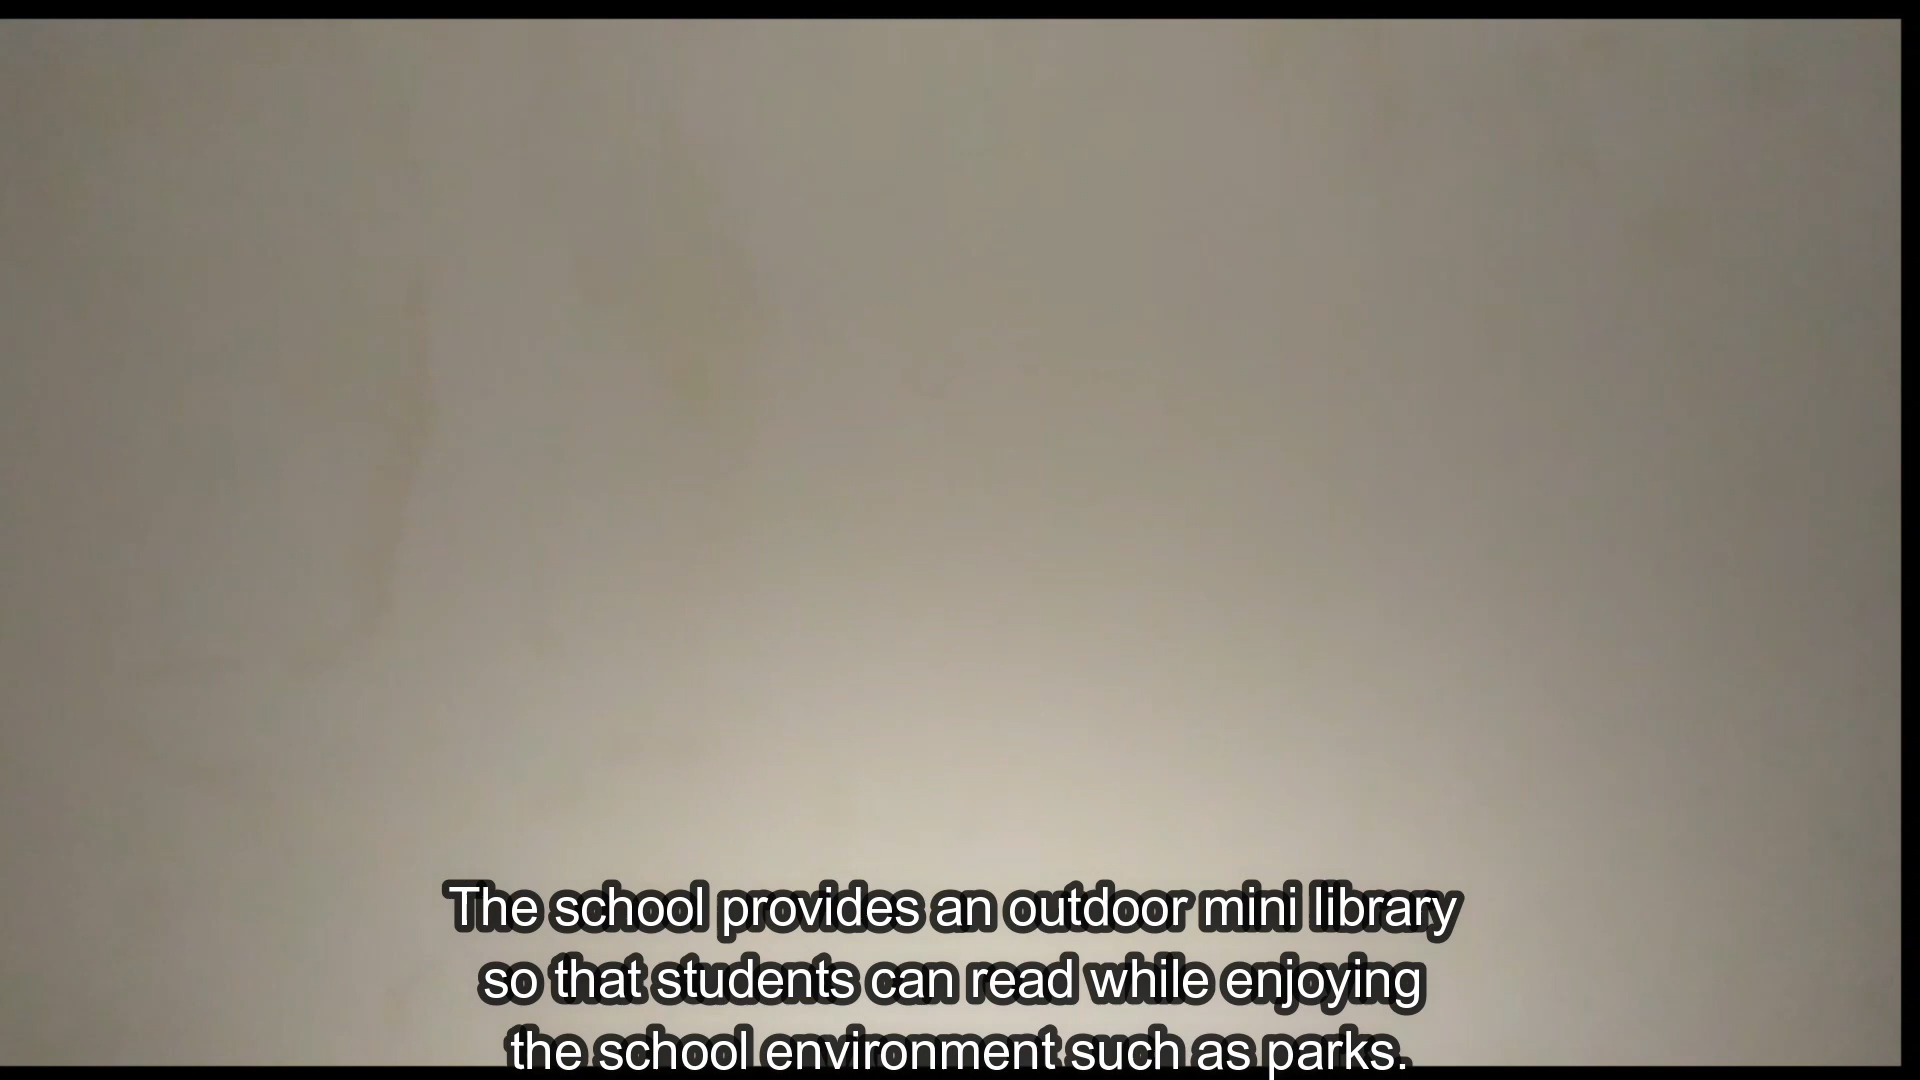 The school provides an outdoor mini library
so that students can read while enjoying
the school environment such as parks.